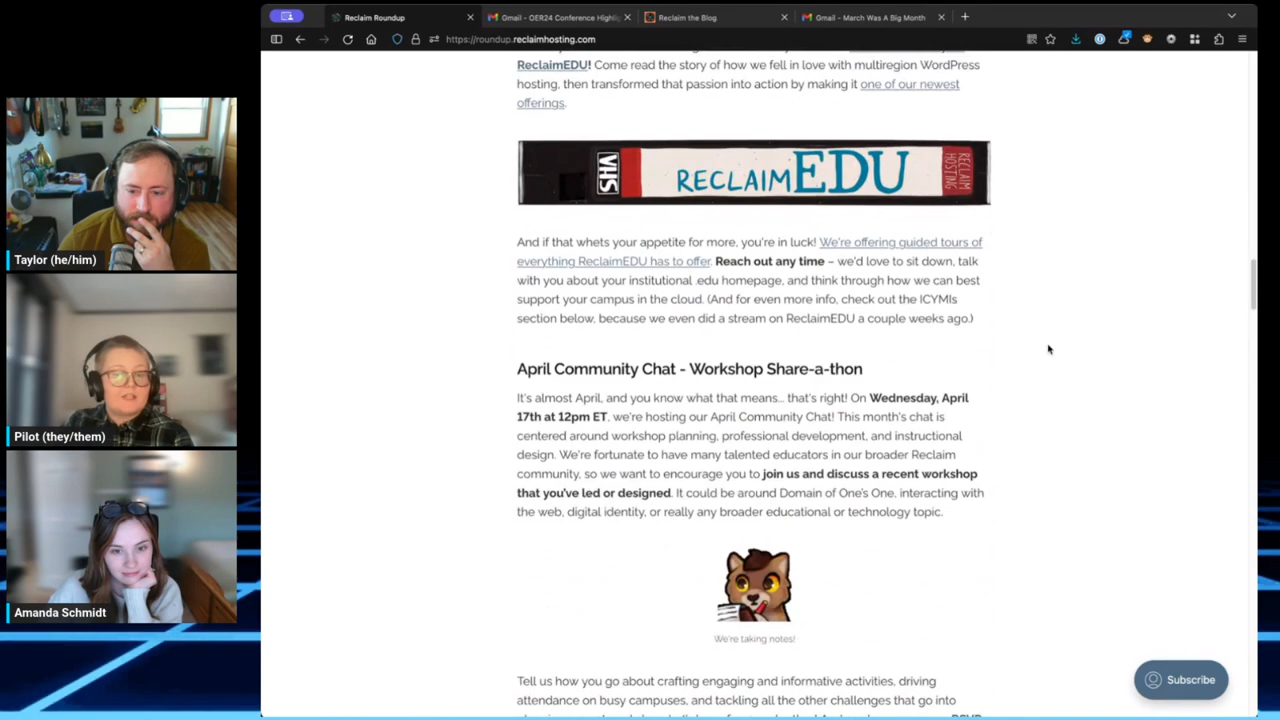 Reclaim Roundup
Gmail - OER24 Conference Highlig
Reclaim the Blog
Gmail - March Was A Big Month
https://roundup.reclaimhosting.com
ReclaimEDU! Come read the story of how we fell in love with multiregion WordPress
hosting, then transformed that passion into action by making it one of our newest
offerings.
VHS
RECLAIM EDU
RECLAIM
HOSTING
And if that whets your appetite for more, you're in luck! We're offering guided tours of
everything ReclaimEDU has to offer. Reach out any time – we'd love to sit down, talk
with you about your institutional .edu homepage, and think through how we can best
support your campus in the cloud. (And for even more info, check out the ICYMIs
section below, because we even did a stream on ReclaimEDU a couple weeks ago.)
April Community Chat - Workshop Share-a-thon
It's almost April, and you know what that means... that's right! On Wednesday, April
17th at 12pm ET, we're hosting our April Community Chat! This month's chat is
centered around workshop planning, professional development, and instructional
design. We're fortunate to have many talented educators in our broader Reclaim
community, so we want to encourage you to join us and discuss a recent workshop
that you've led or designed. It could be around Domain of One's One, interacting with
the web, digital identity, or really any broader educational or technology topic.
We're taking notes!
Tell us how you go about crafting engaging and informative activities, driving
attendance on busy campuses, and tackling all the other challenges that go into
Subscribe
Taylor (he/him)
Pilot (they/them)
Amanda Schmidt